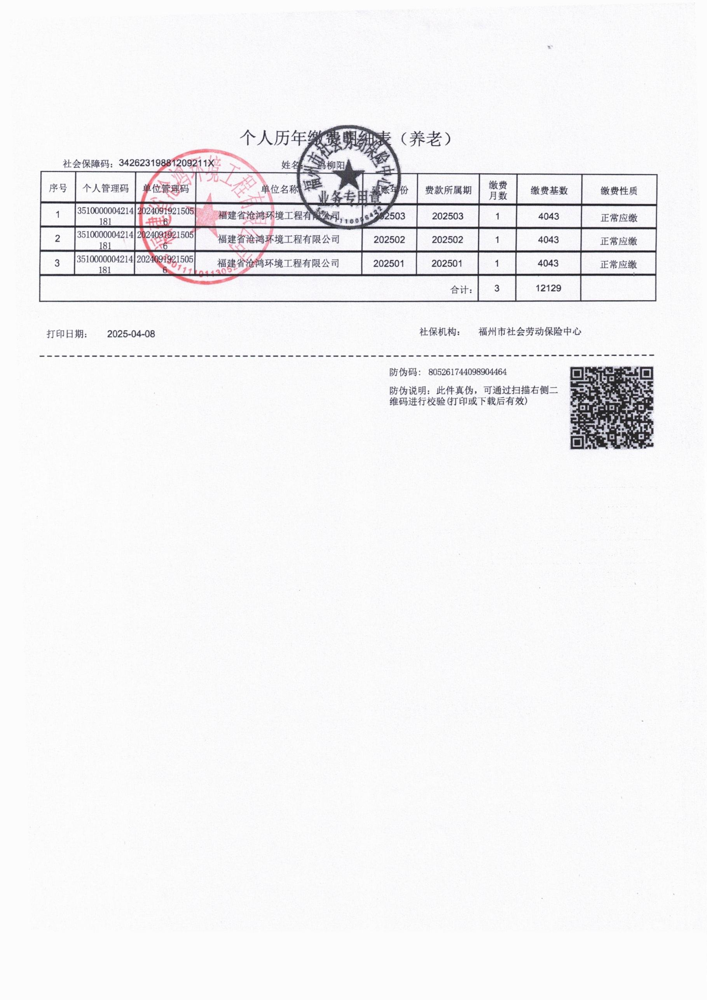 个人历年缴费明细表（养老）
社会保障码：34262319881209211X 姓名：冯柳阳
序号 个人管理码 单位管理码 单位名称 建账年份 费款所属期 缴费月数 缴费基数 缴费性质
1 3510000004214181 20240919215056 福建省沧鸿环境工程有限公司 202503 202503 1 4043 正常应缴
2 3510000004214181 20240919215056 福建省沧鸿环境工程有限公司 202502 202502 1 4043 正常应缴
3 3510000004214181 20240919215056 福建省沧鸿环境工程有限公司 202501 202501 1 4043 正常应缴
合计： 3 12129
福建省沧鸿环境工程有限公司
福州市社会劳动保险中心
业务专用章
打印日期： 2025-04-08 社保机构： 福州市社会劳动保险中心
防伪码： 805261744098904464
防伪说明：此件真伪，可通过扫描右侧二
维码进行校验(打印或下载后有效)